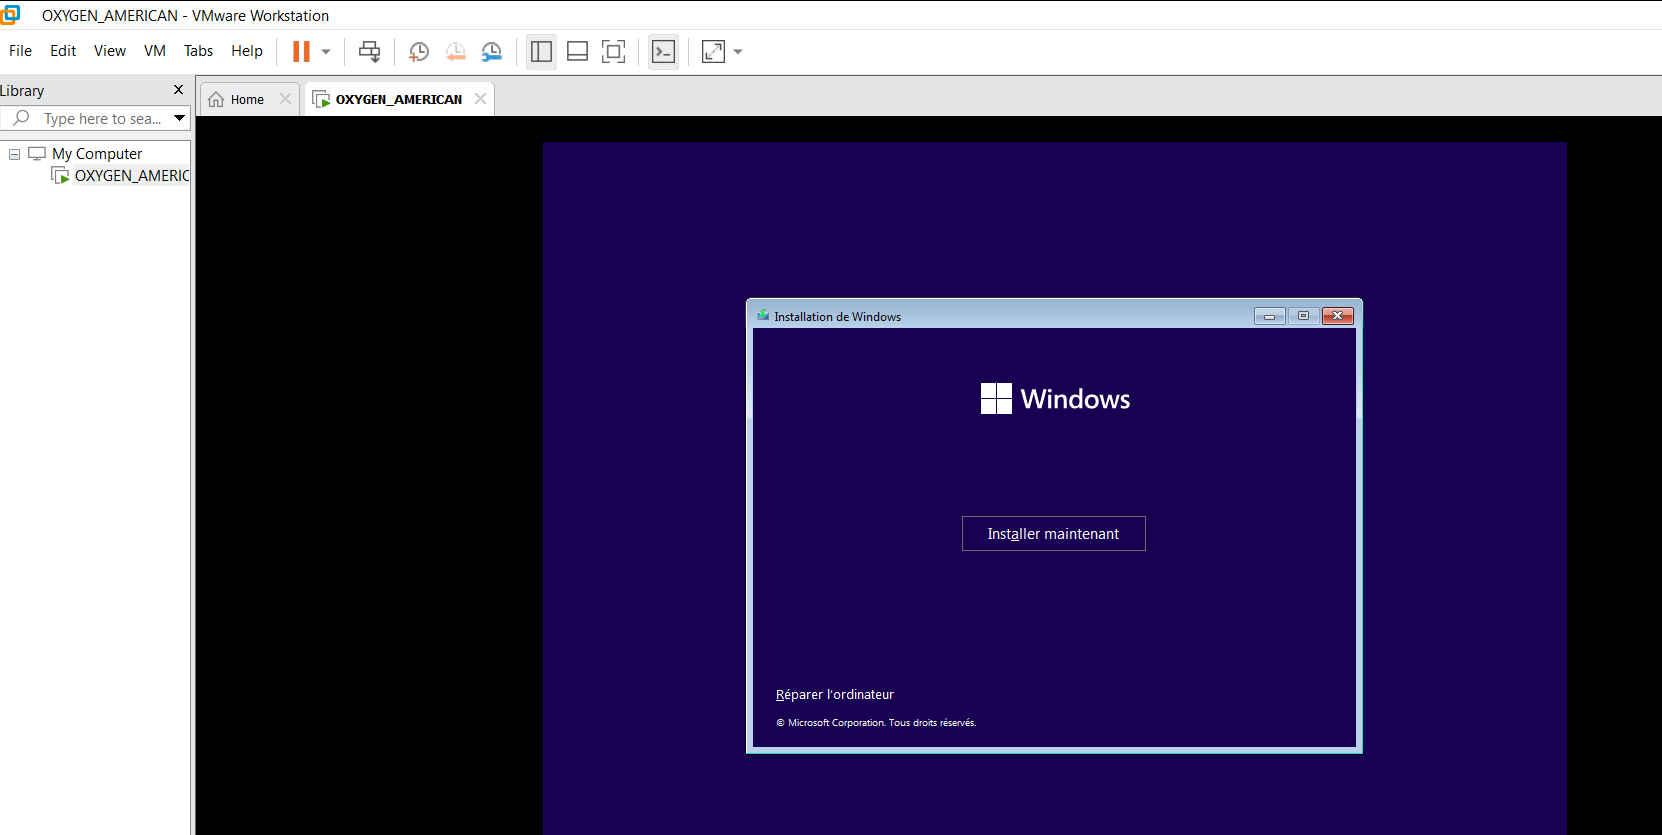 OXYGEN_AMERICAN - VMware Workstation
File Edit View VM Tabs Help
Library
Home
OXYGEN_AMERICAN
Type here to sea...
My Computer
OXYGEN_AMERIC
Installation de Windows
Windows
Installer maintenant
Réparer l'ordinateur
© Microsoft Corporation. Tous droits réservés.